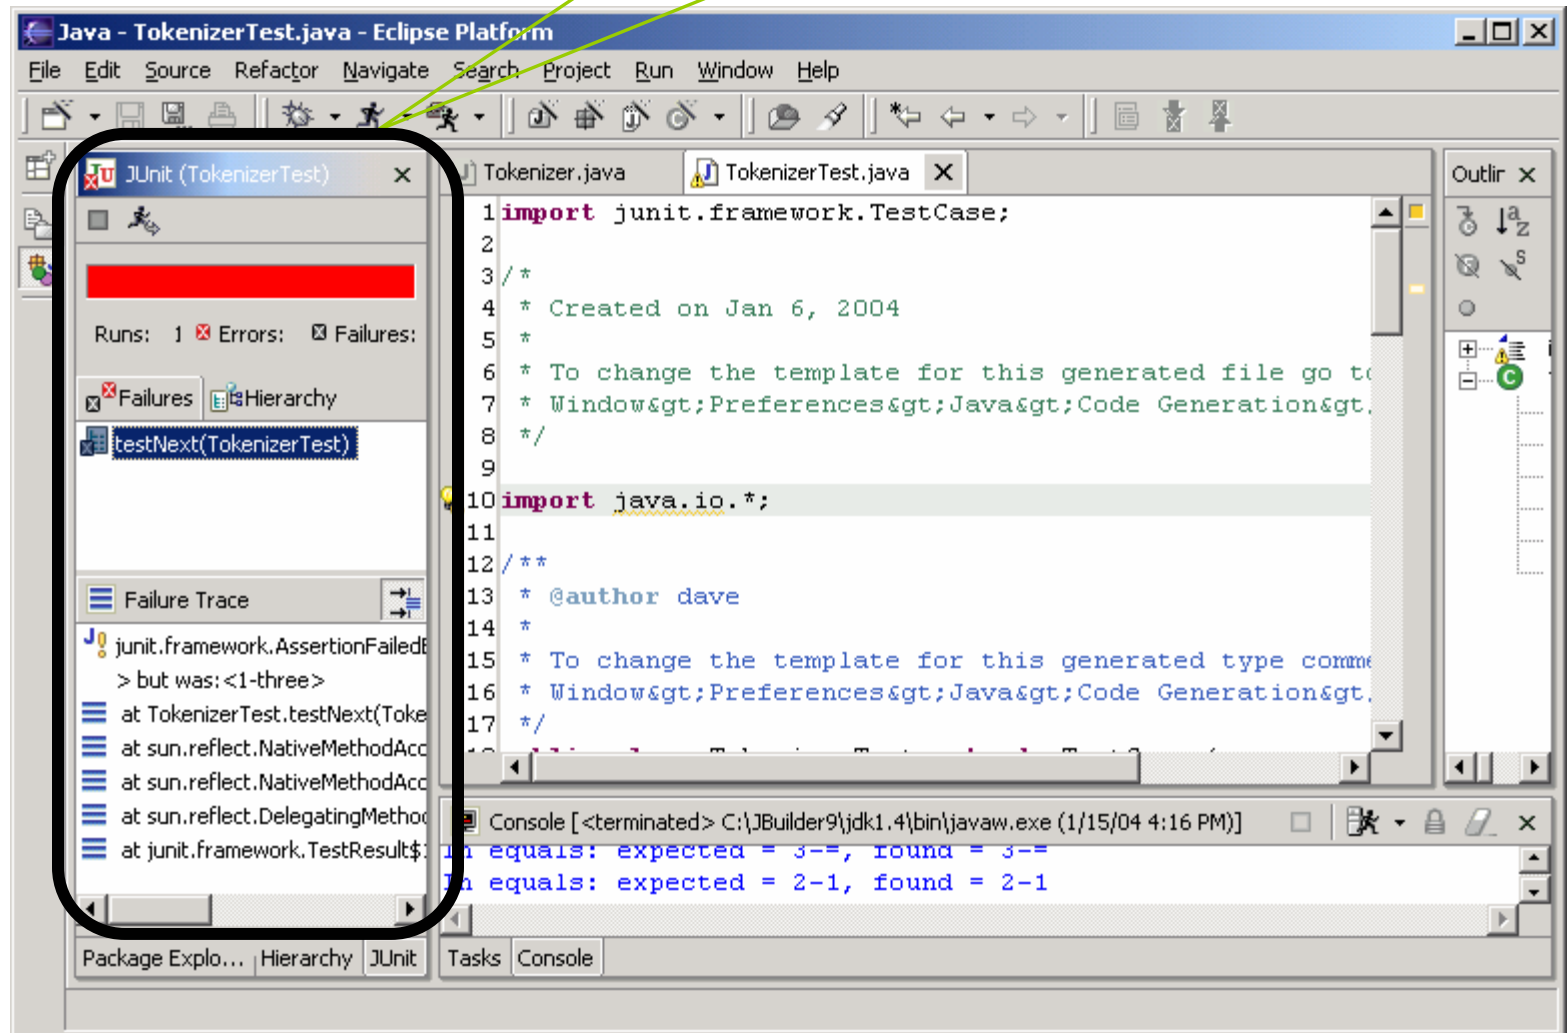 Java - TokenizerTest.java - Eclipse Platform
File Edit Source Refactor Navigate Search Project Run Window Help
JUnit (TokenizerTest)
Runs: 1 Errors: Failures:
Failures Hierarchy
testNext(TokenizerTest)
Failure Trace
junit.framework.AssertionFailedE
> but was:<1-three>
at TokenizerTest.testNext(Toke
at sun.reflect.NativeMethodAcc
at sun.reflect.NativeMethodAcc
at sun.reflect.DelegatingMethod
at junit.framework.TestResult$1
Package Explo... Hierarchy JUnit
Tokenizer.java TokenizerTest.java
1 import junit.framework.TestCase;
2
3 /*
4 * Created on Jan 6, 2004
5 *
6 * To change the template for this generated file go to
7 * Window&gt;Preferences&gt;Java&gt;Code Generation&gt.
8 */
9
10 import java.io.*;
11
12 /**
13 * @author dave
14 *
15 * To change the template for this generated type comme
16 * Window&gt;Preferences&gt;Java&gt;Code Generation&gt.
17 */
Outlin
Console [<terminated> C:\JBuilder9\jdk1.4\bin\javaw.exe (1/15/04 4:16 PM)]
In equals: expected = 3-=, found = 3-=
In equals: expected = 2-1, found = 2-1
Tasks Console